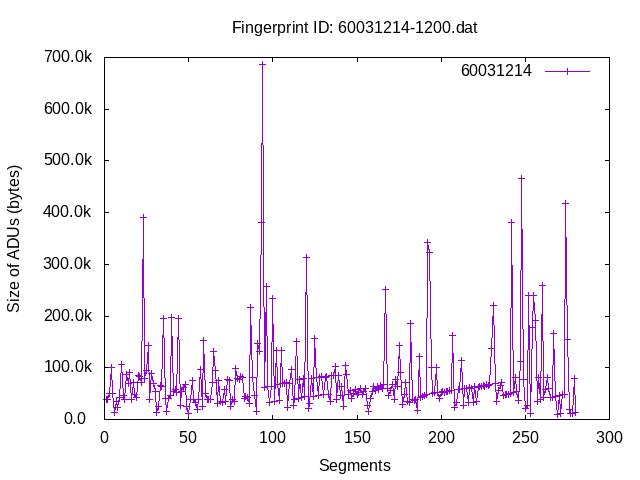 Fingerprint ID: 60031214-1200.dat
700.0k
60031214
600.0k
500.0k
400.0k
Size of ADUs (bytes)
300.0k
200.0k
100.0k
0.0
0 50 100 150 200 250 300
Segments